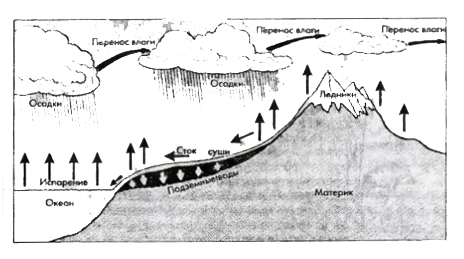 Перенос влаги
Перенос влаги
Перенос влаги
Осадки
Осадки
Ледники
Сток суши
Испарение
Подземные воды
Океан
Материк